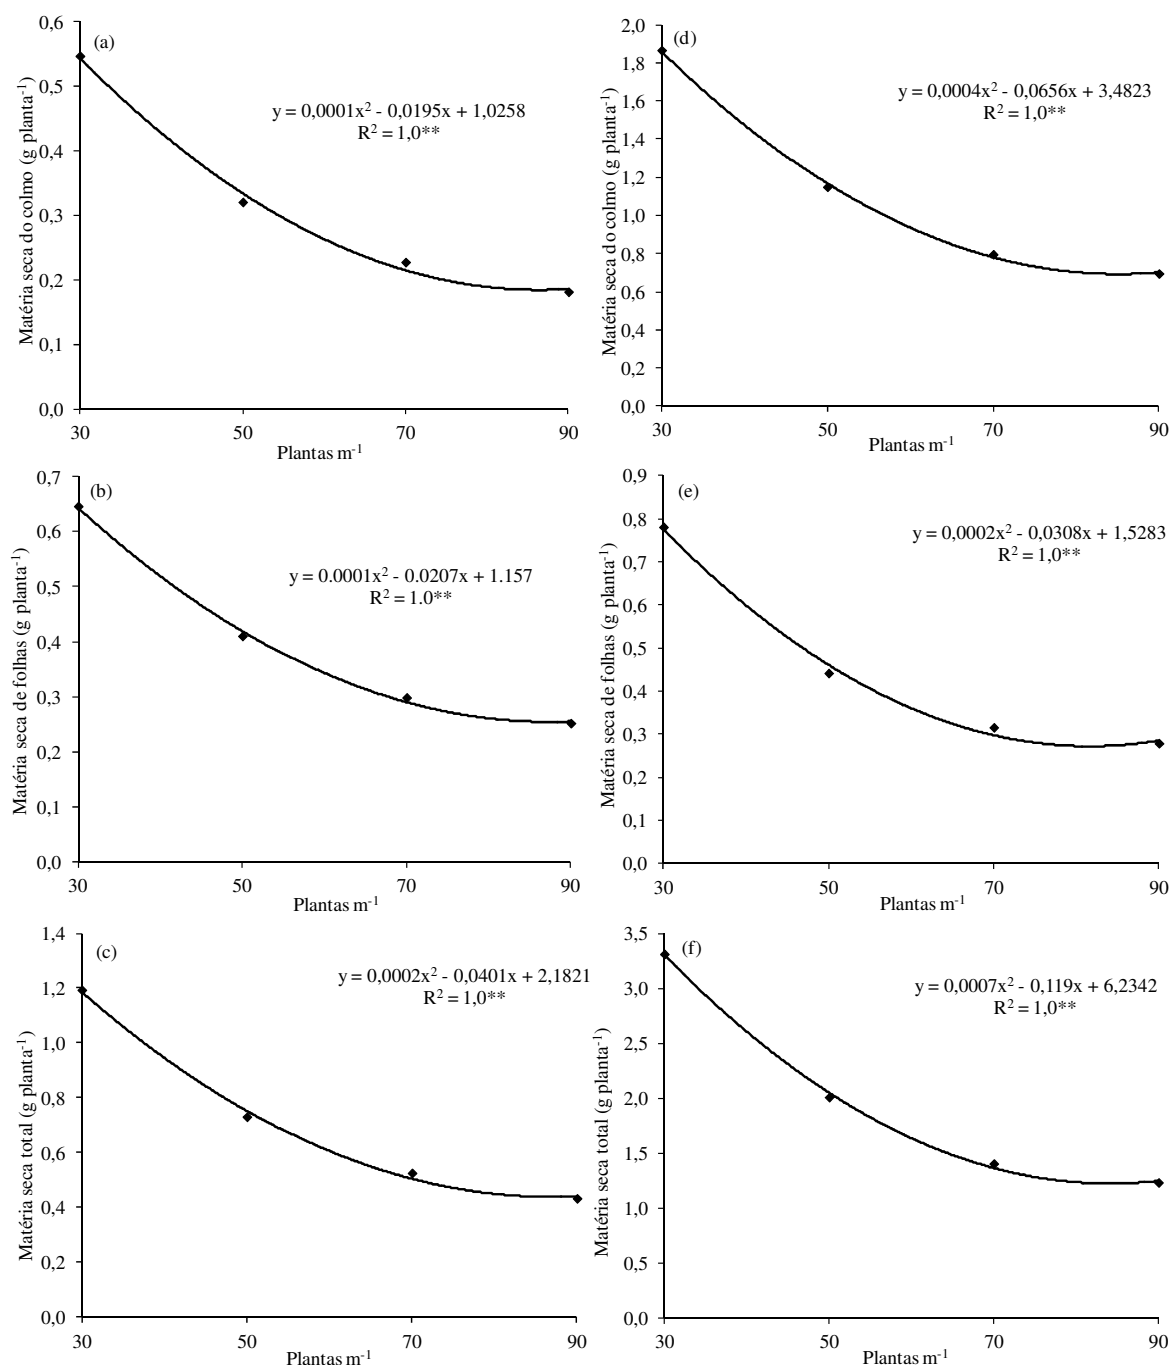 (a)
y = 0,0001x² - 0,0195x + 1,0258
R² = 1,0**
Matéria seca do colmo (g planta⁻¹)
0,6
0,5
0,4
0,3
0,2
0,1
0,0
30 50 70 90
Plantas m⁻¹
(d)
y = 0,0004x² - 0,0656x + 3,4823
R² = 1,0**
Matéria seca do colmo (g planta⁻¹)
2,0
1,8
1,6
1,4
1,2
1,0
0,8
0,6
0,4
0,2
0,0
30 50 70 90
Plantas m⁻¹
(b)
y = 0.0001x² - 0.0207x + 1.157
R² = 1.0**
Matéria seca de folhas (g planta⁻¹)
0,7
0,6
0,5
0,4
0,3
0,2
0,1
0,0
30 50 70 90
Plantas m⁻¹
(e)
y = 0,0002x² - 0,0308x + 1,5283
R² = 1,0**
Matéria seca de folhas (g planta⁻¹)
0,9
0,8
0,7
0,6
0,5
0,4
0,3
0,2
0,1
0,0
30 50 70 90
Plantas m⁻¹
(c)
y = 0,0002x² - 0,0401x + 2,1821
R² = 1,0**
Matéria seca total (g planta⁻¹)
1,4
1,2
1,0
0,8
0,6
0,4
0,2
0,0
30 50 70 90
Plantas m⁻¹
(f)
y = 0,0007x² - 0,119x + 6,2342
R² = 1,0**
Matéria seca total (g planta⁻¹)
3,5
3,0
2,5
2,0
1,5
1,0
0,5
0,0
30 50 70 90
Plantas m⁻¹